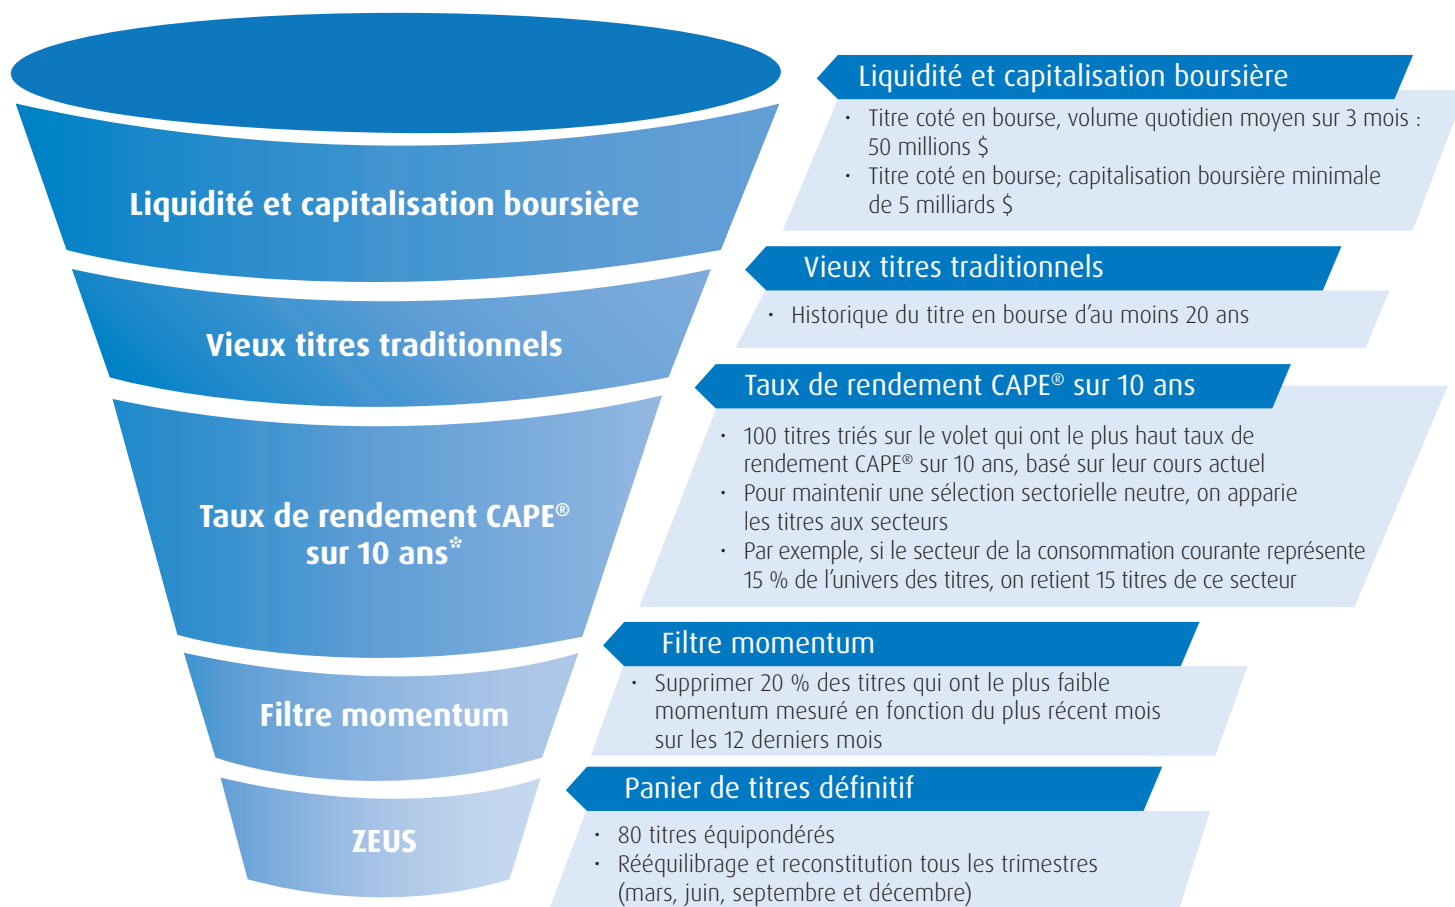 Liquidité et capitalisation boursière
Liquidité et capitalisation boursière
· Titre coté en bourse, volume quotidien moyen sur 3 mois :
50 millions $
· Titre coté en bourse; capitalisation boursière minimale
de 5 milliards $
Vieux titres traditionnels
Vieux titres traditionnels
· Historique du titre en bourse d’au moins 20 ans
Taux de rendement CAPE®
sur 10 ans*
Taux de rendement CAPE® sur 10 ans
· 100 titres triés sur le volet qui ont le plus haut taux de
rendement CAPE® sur 10 ans, basé sur leur cours actuel
· Pour maintenir une sélection sectorielle neutre, on apparie
les titres aux secteurs
· Par exemple, si le secteur de la consommation courante représente
15 % de l’univers des titres, on retient 15 titres de ce secteur
Filtre momentum
Filtre momentum
· Supprimer 20 % des titres qui ont le plus faible
momentum mesuré en fonction du plus récent mois
sur les 12 derniers mois
ZEUS
Panier de titres définitif
· 80 titres équipondérés
· Rééquilibrage et reconstitution tous les trimestres
(mars, juin, septembre et décembre)